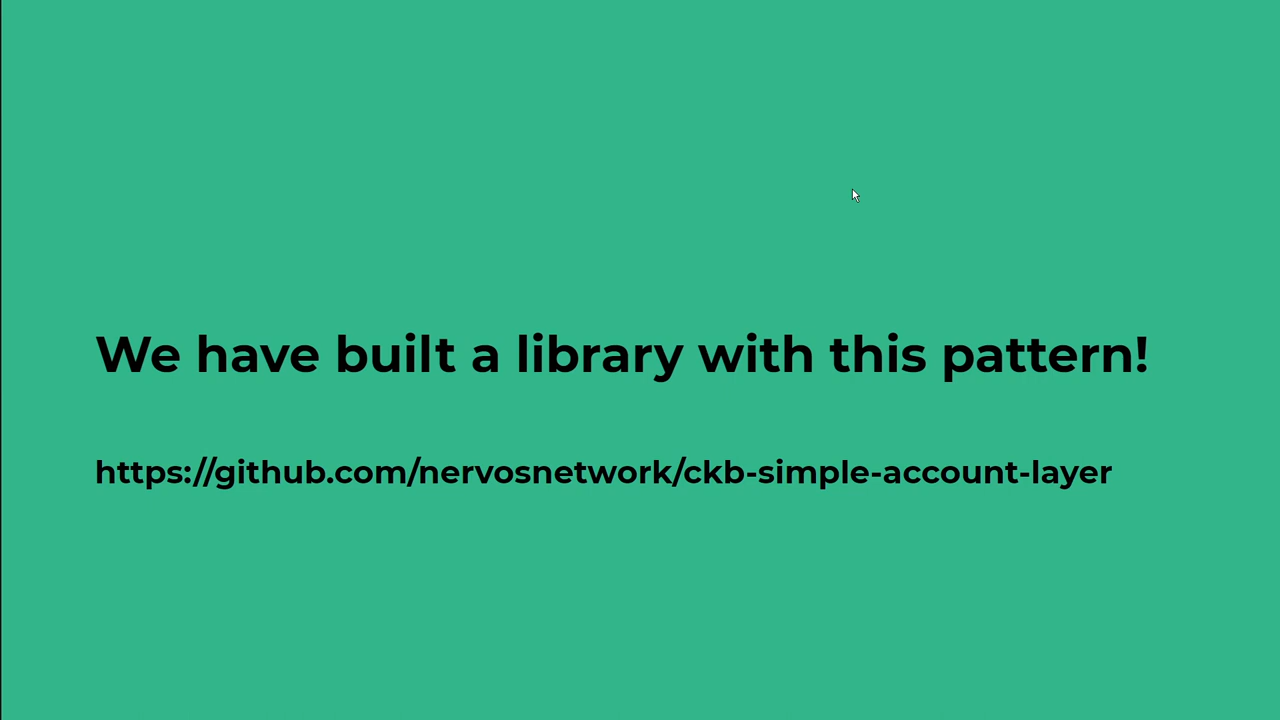 We have built a library with this pattern!
https://github.com/nervosnetwork/ckb-simple-account-layer